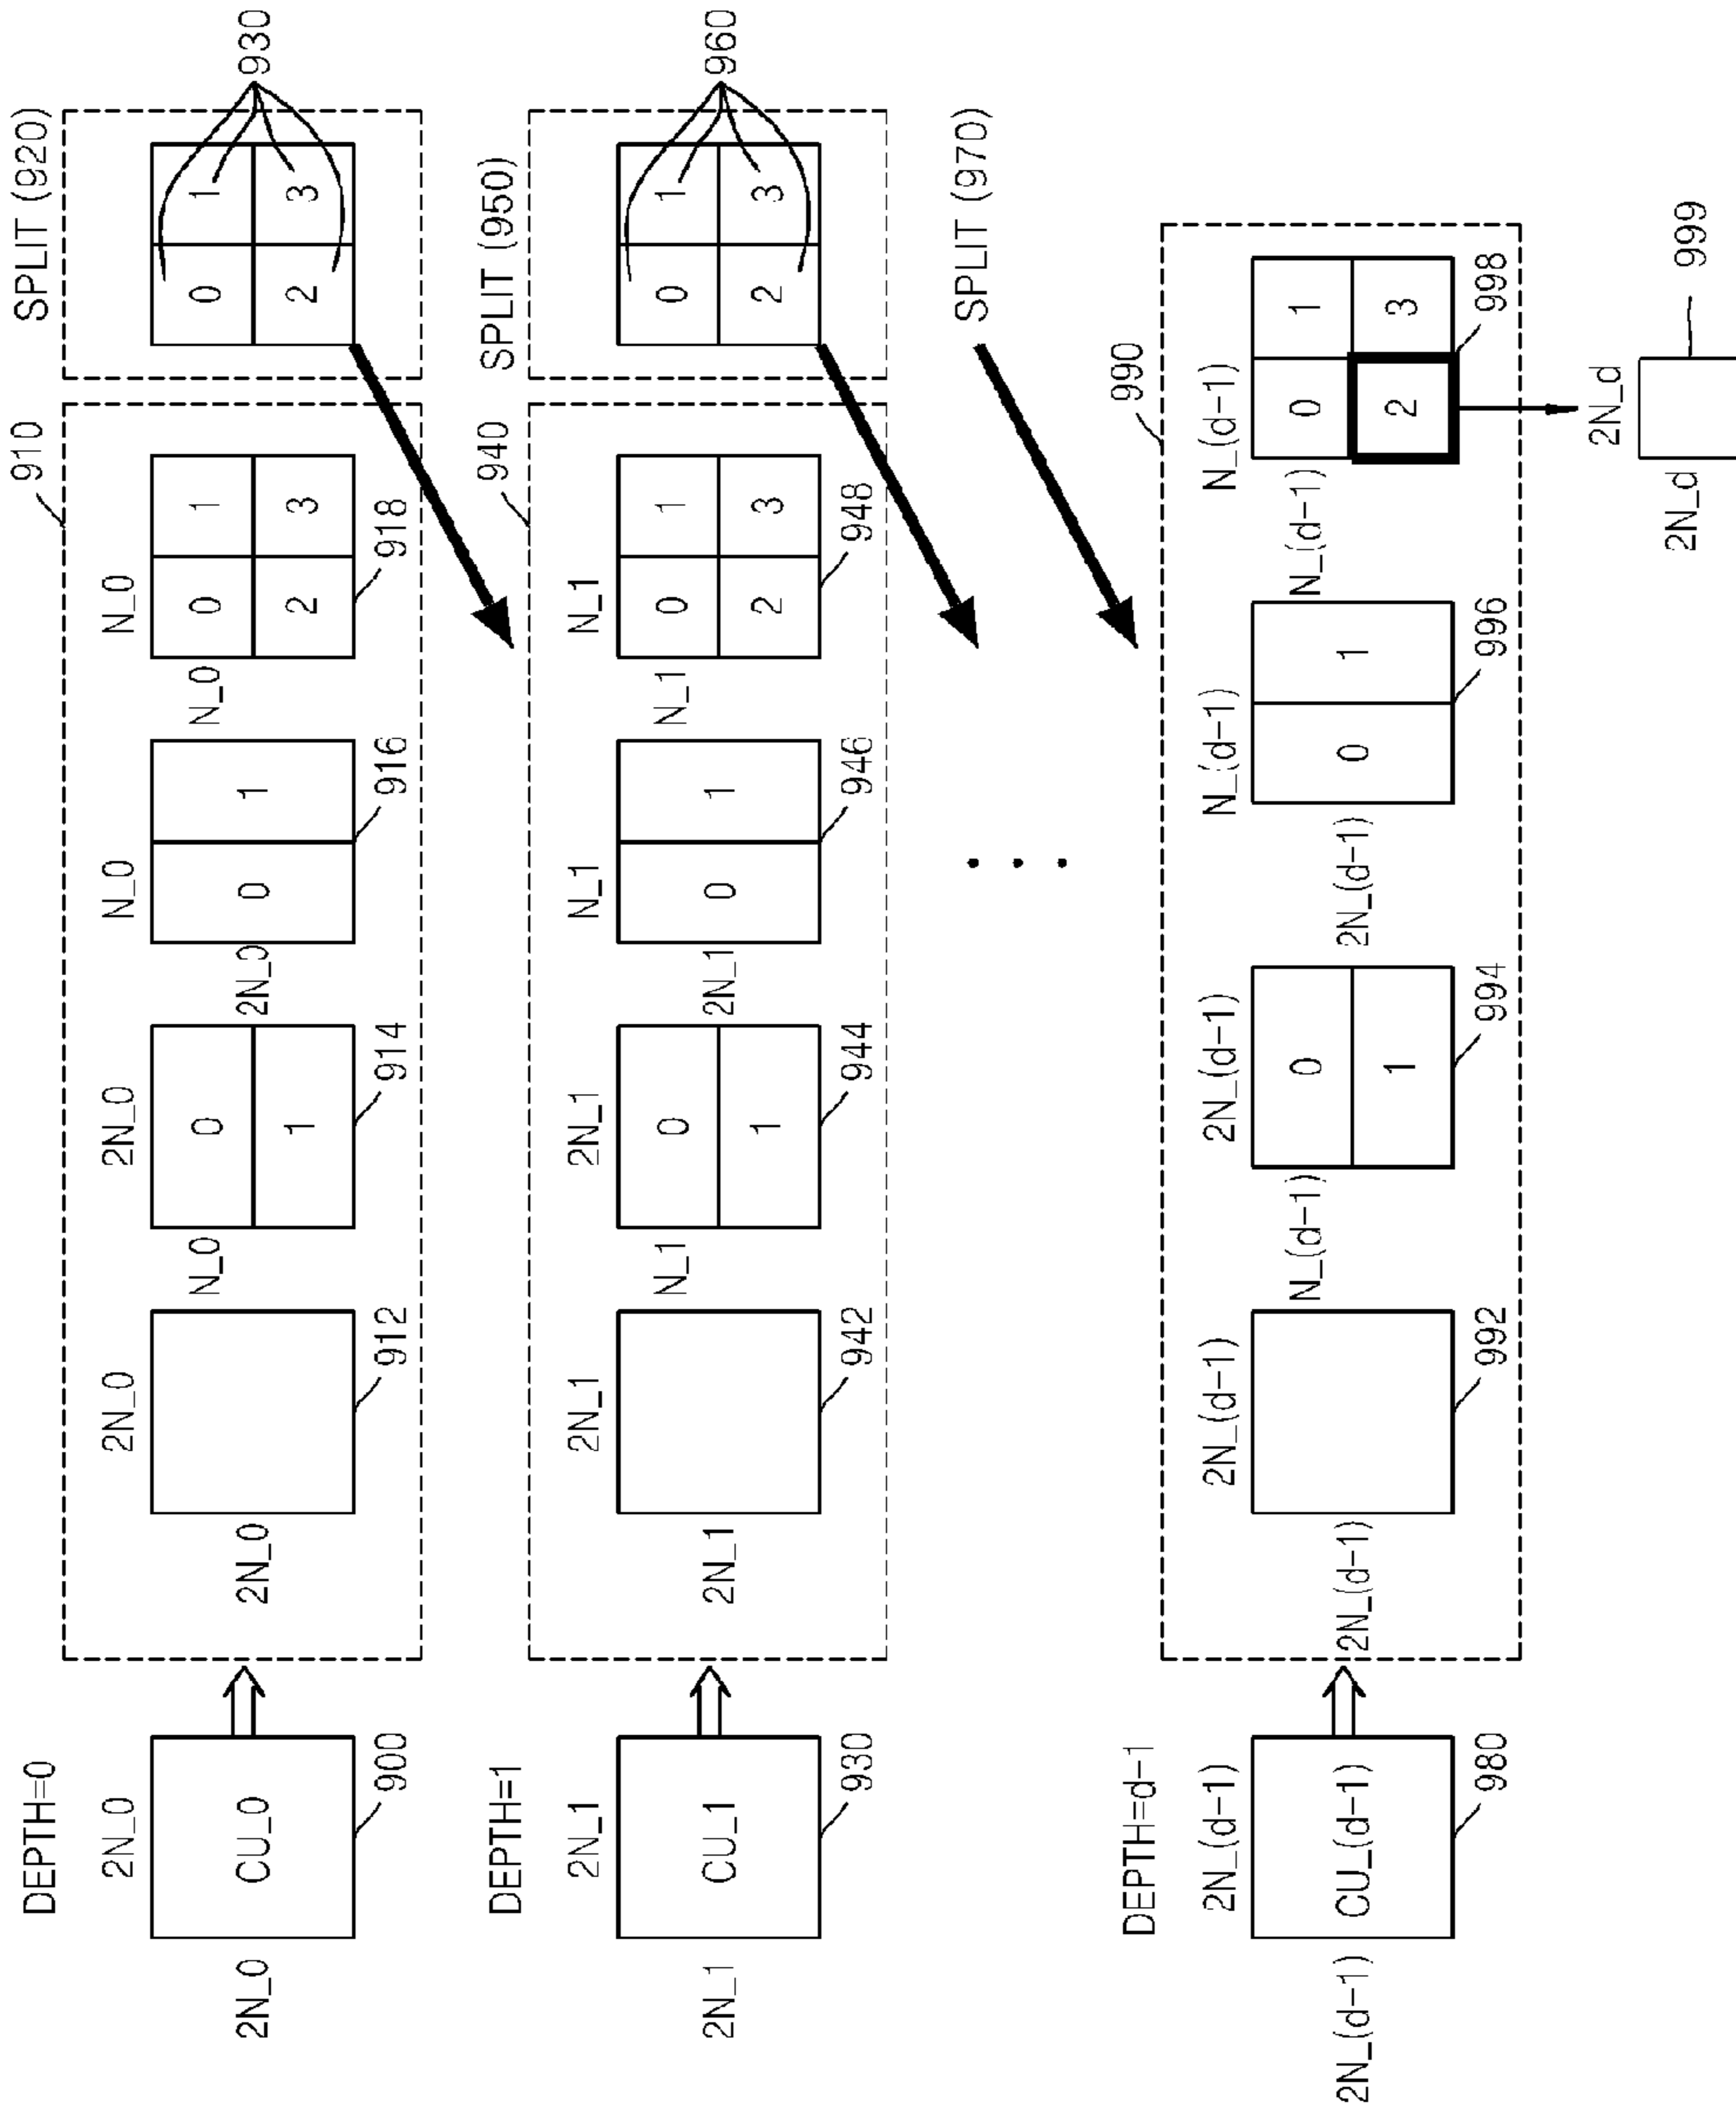 DEPTH=0
2N_0
2N_0
CU_0
900
910
2N_0
2N_0
912
2N_0
N_0
0
1
914
N_0
2N_0
0
1
916
N_0
N_0
0
1
2
3
918
SPLIT (920)
0
1
2
3
930
DEPTH=1
2N_1
2N_1
CU_1
930
940
2N_1
2N_1
942
2N_1
N_1
0
1
944
N_1
2N_1
0
1
946
N_1
N_1
0
1
2
3
948
SPLIT (950)
0
1
2
3
960
SPLIT (970)
DEPTH=d-1
2N_(d-1)
2N_(d-1)
CU_(d-1)
980
990
2N_(d-1)
2N_(d-1)
992
2N_(d-1)
N_(d-1)
0
1
994
N_(d-1)
2N_(d-1)
0
1
996
N_(d-1)
N_(d-1)
0
1
2
3
998
2N_d
2N_d
999